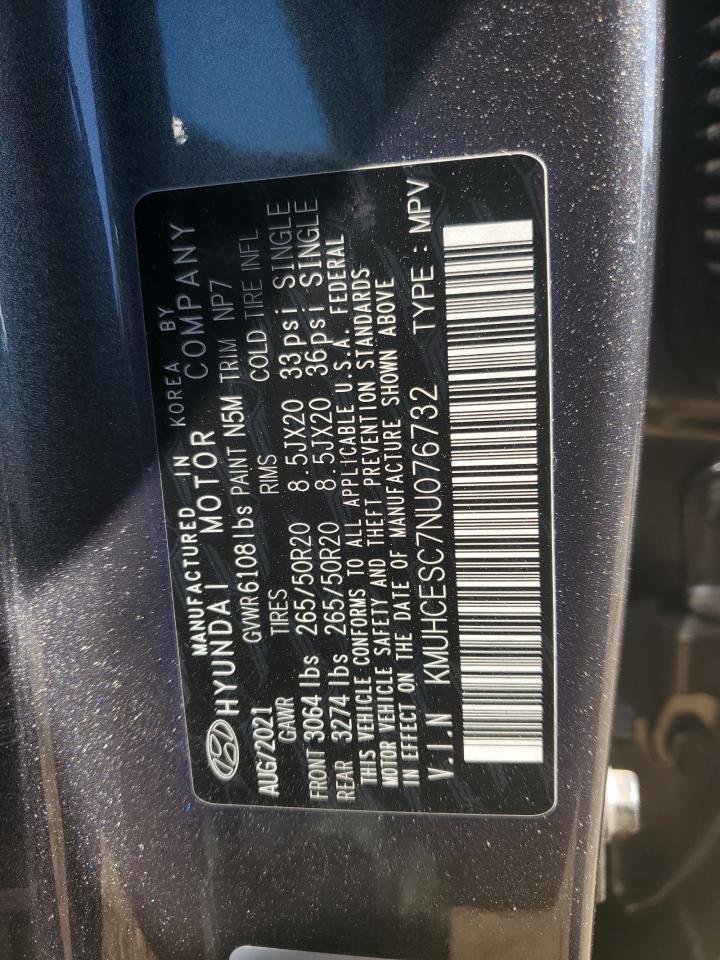 MANUFACTURED IN KOREA BY
HYUNDAI MOTOR COMPANY
AUG/2021 GVWR 6108 lbs PAINT N5M TRIM NP7
GAWR TIRES RIMS COLD TIRE INFL
FRONT 3064 lbs 265/50R20 8.5JX20 33psi SINGLE
REAR 3274 lbs 265/50R20 8.5JX20 36psi SINGLE
THIS VEHICLE CONFORMS TO ALL APPLICABLE U.S.A. FEDERAL
MOTOR VEHICLE SAFETY AND THEFT PREVENTION STANDARDS
IN EFFECT ON THE DATE OF MANUFACTURE SHOWN ABOVE
V.I.N KMUHCESC7NU076732 TYPE : MPV